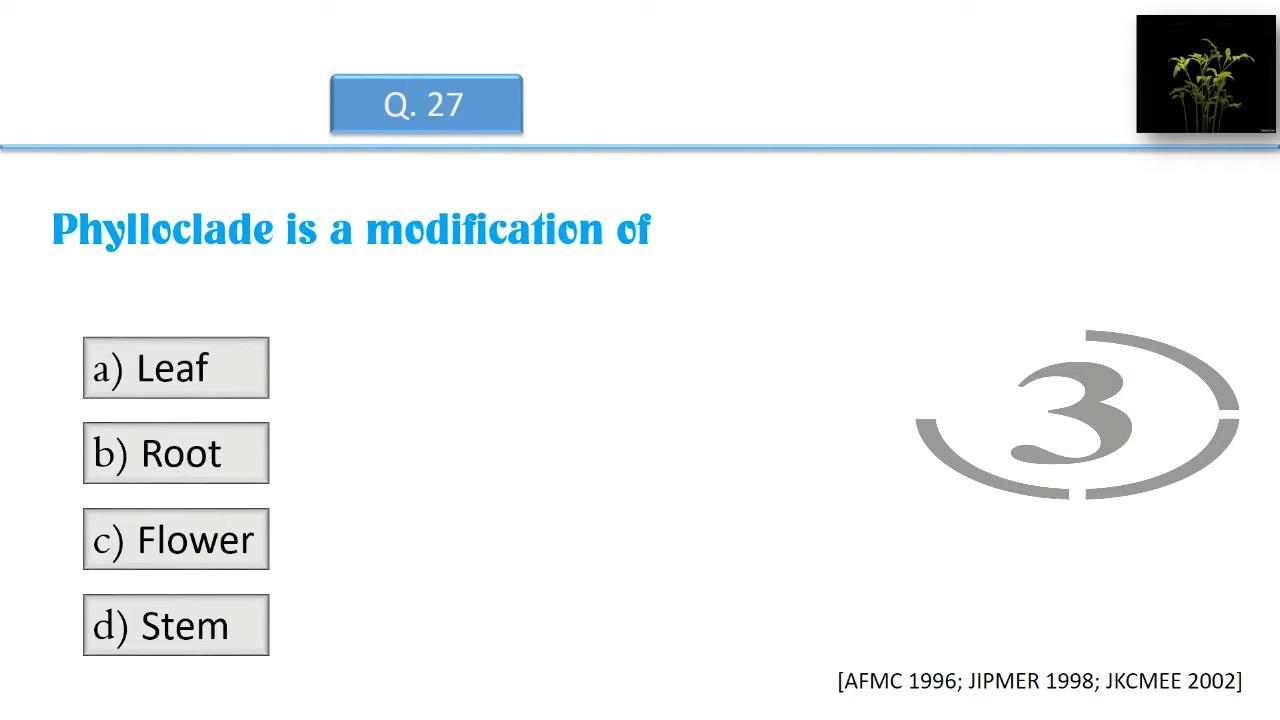 Q. 27
Phylloclade is a modification of
a) Leaf
3
b) Root
c) Flower
d) Stem
[AFMC 1996; JIPMER 1998; JKCMEE 2002]